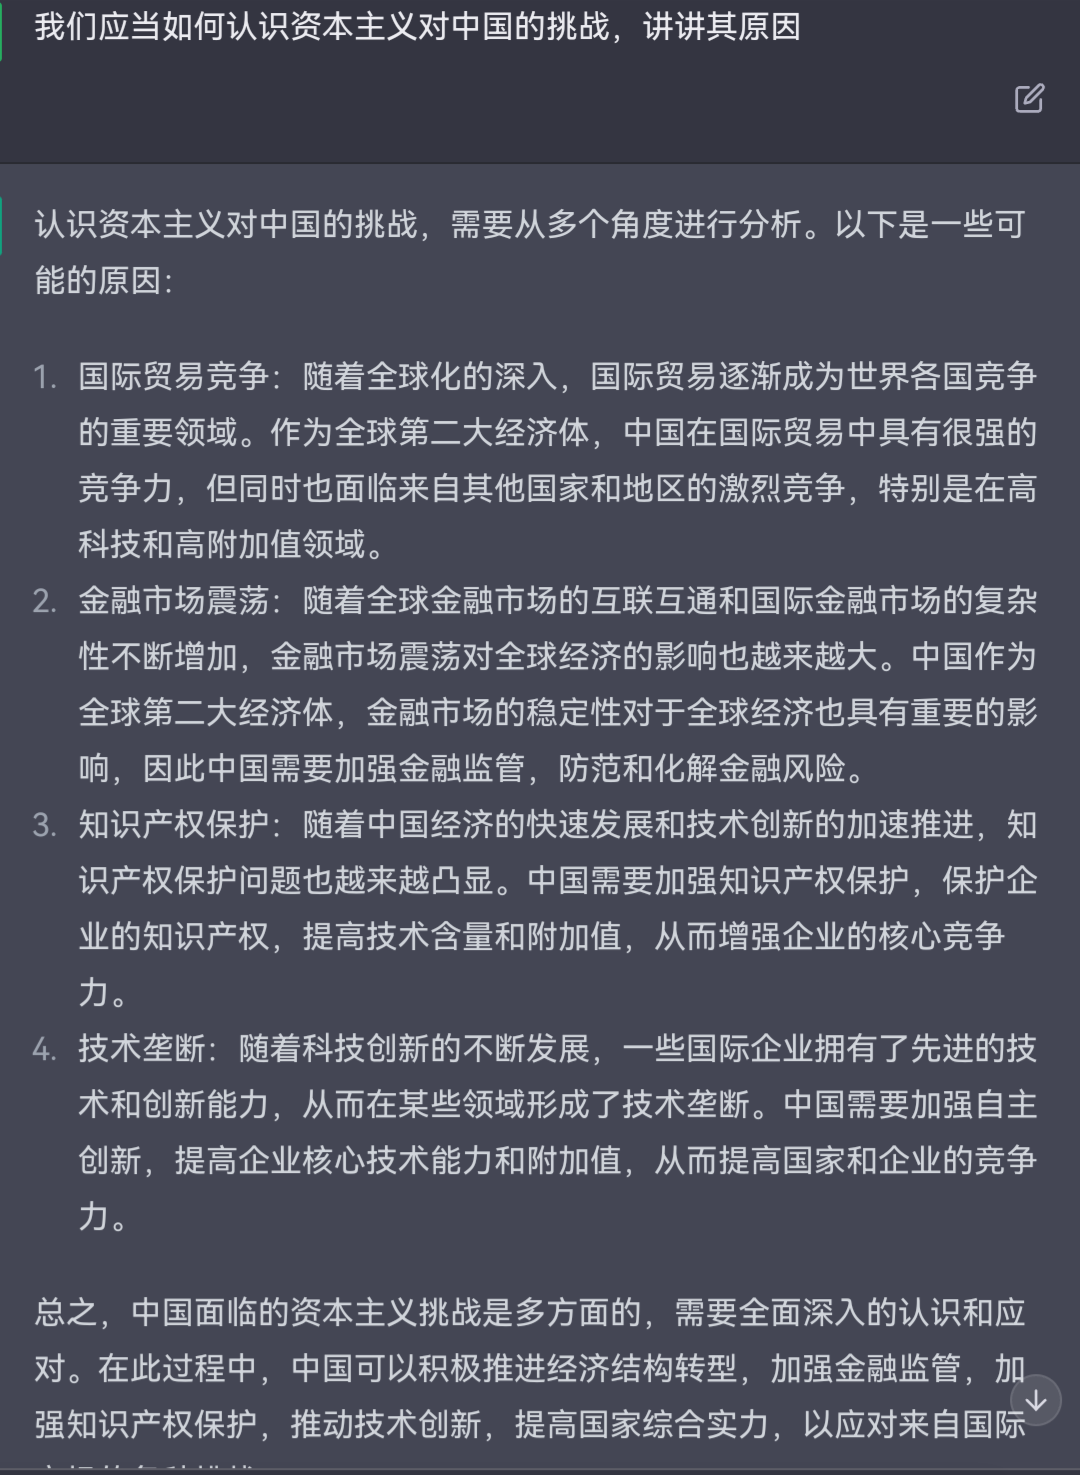 我们应当如何认识资本主义对中国的挑战，讲讲其原因
认识资本主义对中国的挑战，需要从多个角度进行分析。以下是一些可
能的原因：
1. 国际贸易竞争：随着全球化的深入，国际贸易逐渐成为世界各国竞争
的重要领域。作为全球第二大经济体，中国在国际贸易中具有很强的
竞争力，但同时也面临来自其他国家和地区的激烈竞争，特别是在高
科技和高附加值领域。
2. 金融市场震荡：随着全球金融市场的互联互通和国际金融市场的复杂
性不断增加，金融市场震荡对全球经济的影响也越来越大。中国作为
全球第二大经济体，金融市场的稳定性对于全球经济也具有重要的影
响，因此中国需要加强金融监管，防范和化解金融风险。
3. 知识产权保护：随着中国经济的快速发展和技术创新的加速推进，知
识产权保护问题也越来越凸显。中国需要加强知识产权保护，保护企
业的知识产权，提高技术含量和附加值，从而增强企业的核心竞争
力。
4. 技术垄断：随着科技创新的不断发展，一些国际企业拥有了先进的技
术和创新能力，从而在某些领域形成了技术垄断。中国需要加强自主
创新，提高企业核心技术能力和附加值，从而提高国家和企业的竞争
力。
总之，中国面临的资本主义挑战是多方面的，需要全面深入的认识和应
对。在此过程中，中国可以积极推进经济结构转型，加强金融监管，加
强知识产权保护，推动技术创新，提高国家综合实力，以应对来自国际